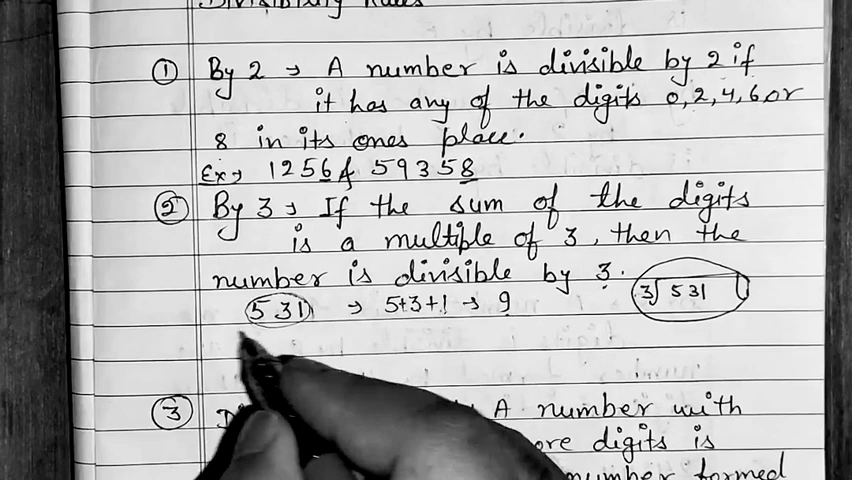 Divisibility Rules
① By 2 → A number is divisible by 2 if
it has any of the digits 0, 2, 4, 6 or
8 in its ones place.
Ex → 1256 & 59358
② By 3 → If the sum of the digits
is a multiple of 3, then the
number is divisible by 3.
531 → 5+3+1 → 9 3)531(
③ A number with
digits is
number formed